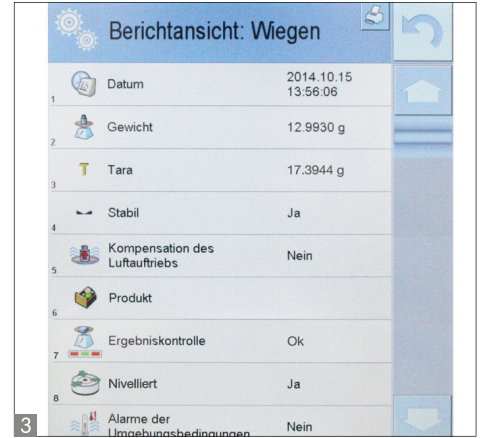 Berichtansicht: Wiegen
1 Datum 2014.10.15
13:56:06
2 Gewicht 12.9930 g
3 T Tara 17.3944 g
4 Stabil Ja
5 Kompensation des
Luftauftriebs Nein
6 Produkt
7 Ergebniskontrolle Ok
8 Nivelliert Ja
Alarme der
Umgebungsbedingungen Nein
3